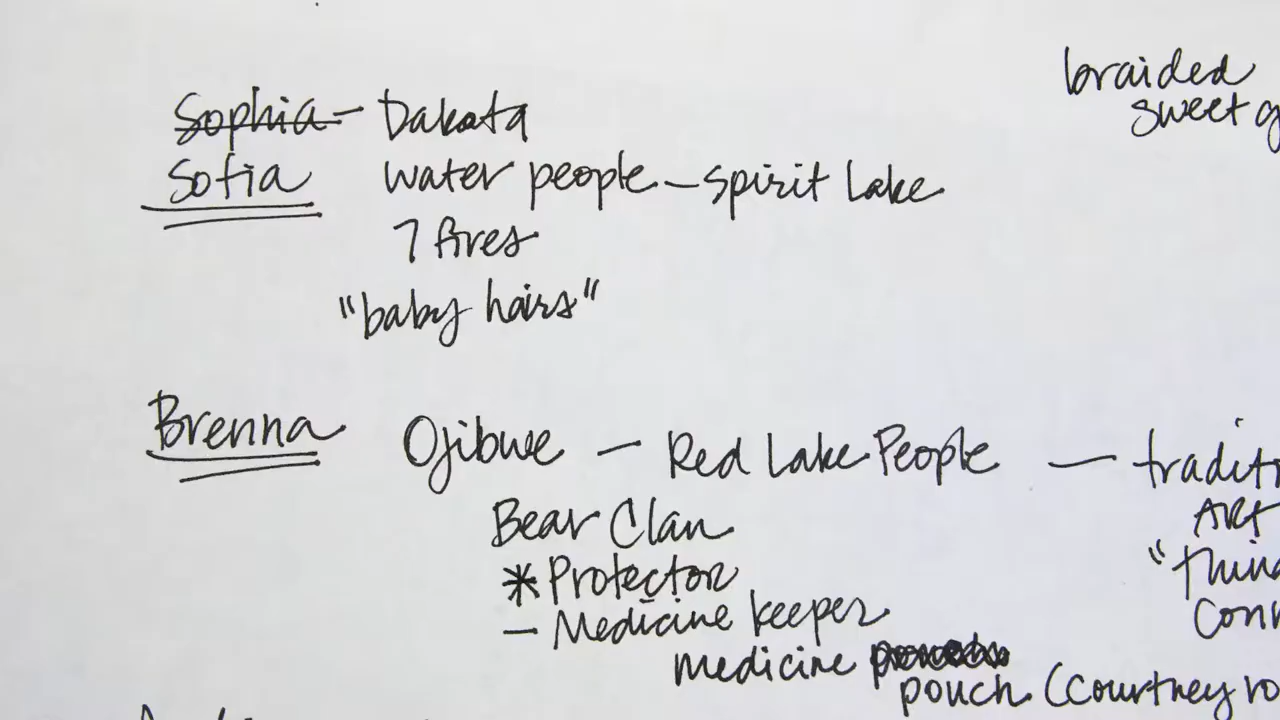 braided
sweet
Sophia - Dakota
Sofia water people - spirit Lake
7 fires
"baby hairs"
Brenna Ojibwe - Red Lake People -
ART
Bear Clan
* Protector
- Medicine keeper
medicine
pouch (Courtney